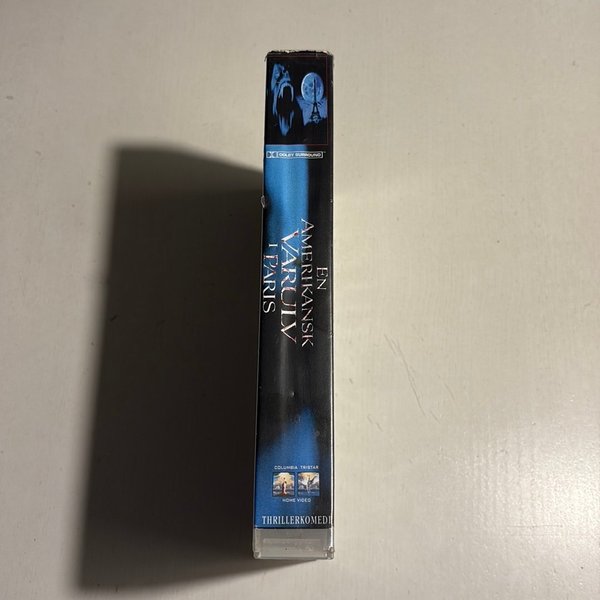 DOLBY SURROUND
EN
AMERIKANSK
VARULV
I PARIS
COLUMBIA TRISTAR
HOME VIDEO
THRILLERKOMEDI